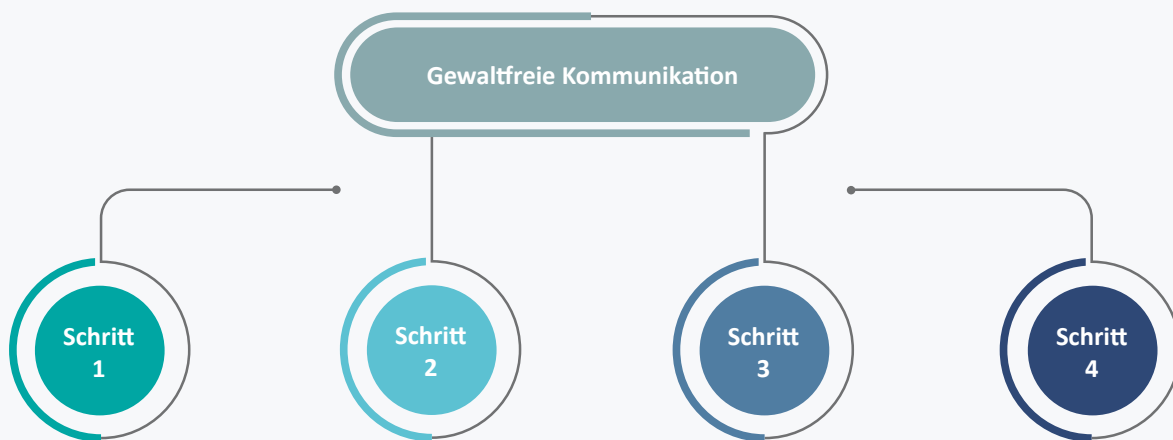 Gewaltfreie Kommunikation
Schritt
1
Schritt
2
Schritt
3
Schritt
4